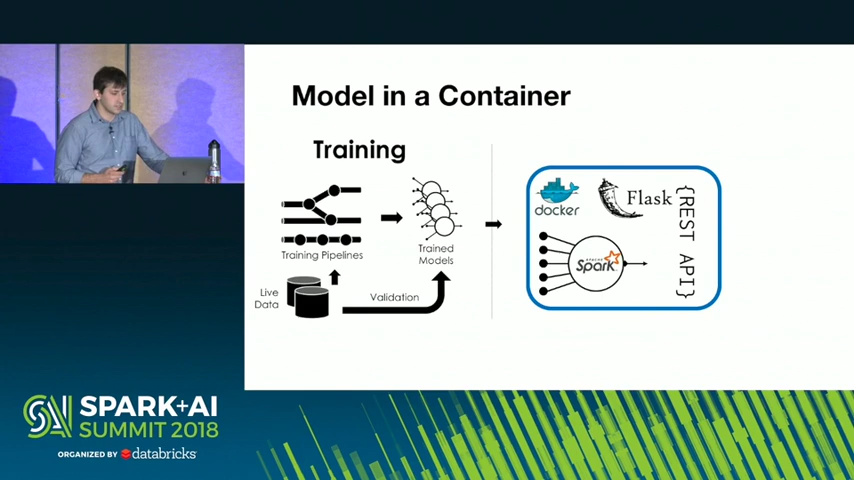 Model in a Container
Training
Training Pipelines
Trained
Models
Live
Data
Validation
docker
Flask
{REST API}
APACHE
Spark
SPARK+AI
SUMMIT 2018
ORGANIZED BY databricks